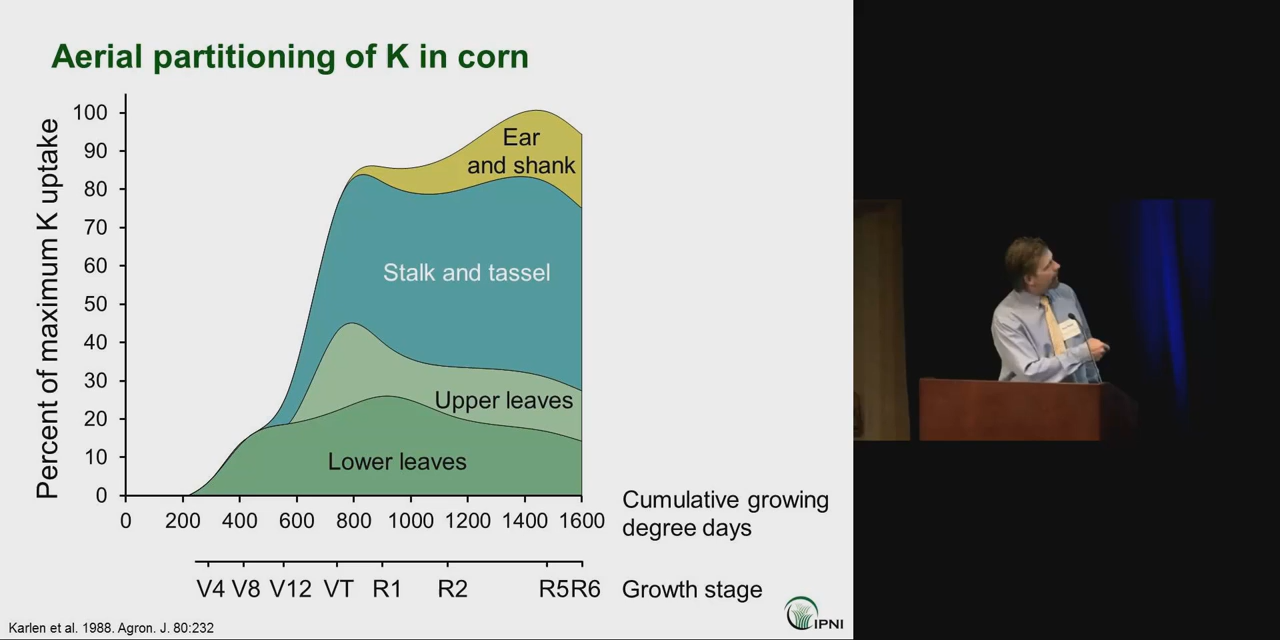 Aerial partitioning of K in corn
Percent of maximum K uptake
100
90
80
70
60
50
40
30
20
10
0
Ear
and shank
Stalk and tassel
Upper leaves
Lower leaves
0 200 400 600 800 1000 1200 1400 1600
Cumulative growing
degree days
V4 V8 V12 VT R1 R2 R5R6
Growth stage
IPNI
Karlen et al. 1988. Agron. J. 80:232